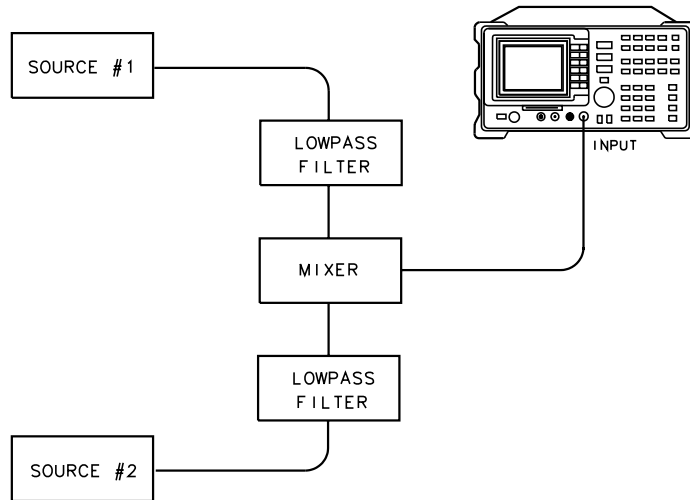 SOURCE #1
LOWPASS
FILTER
INPUT
MIXER
LOWPASS
FILTER
SOURCE #2